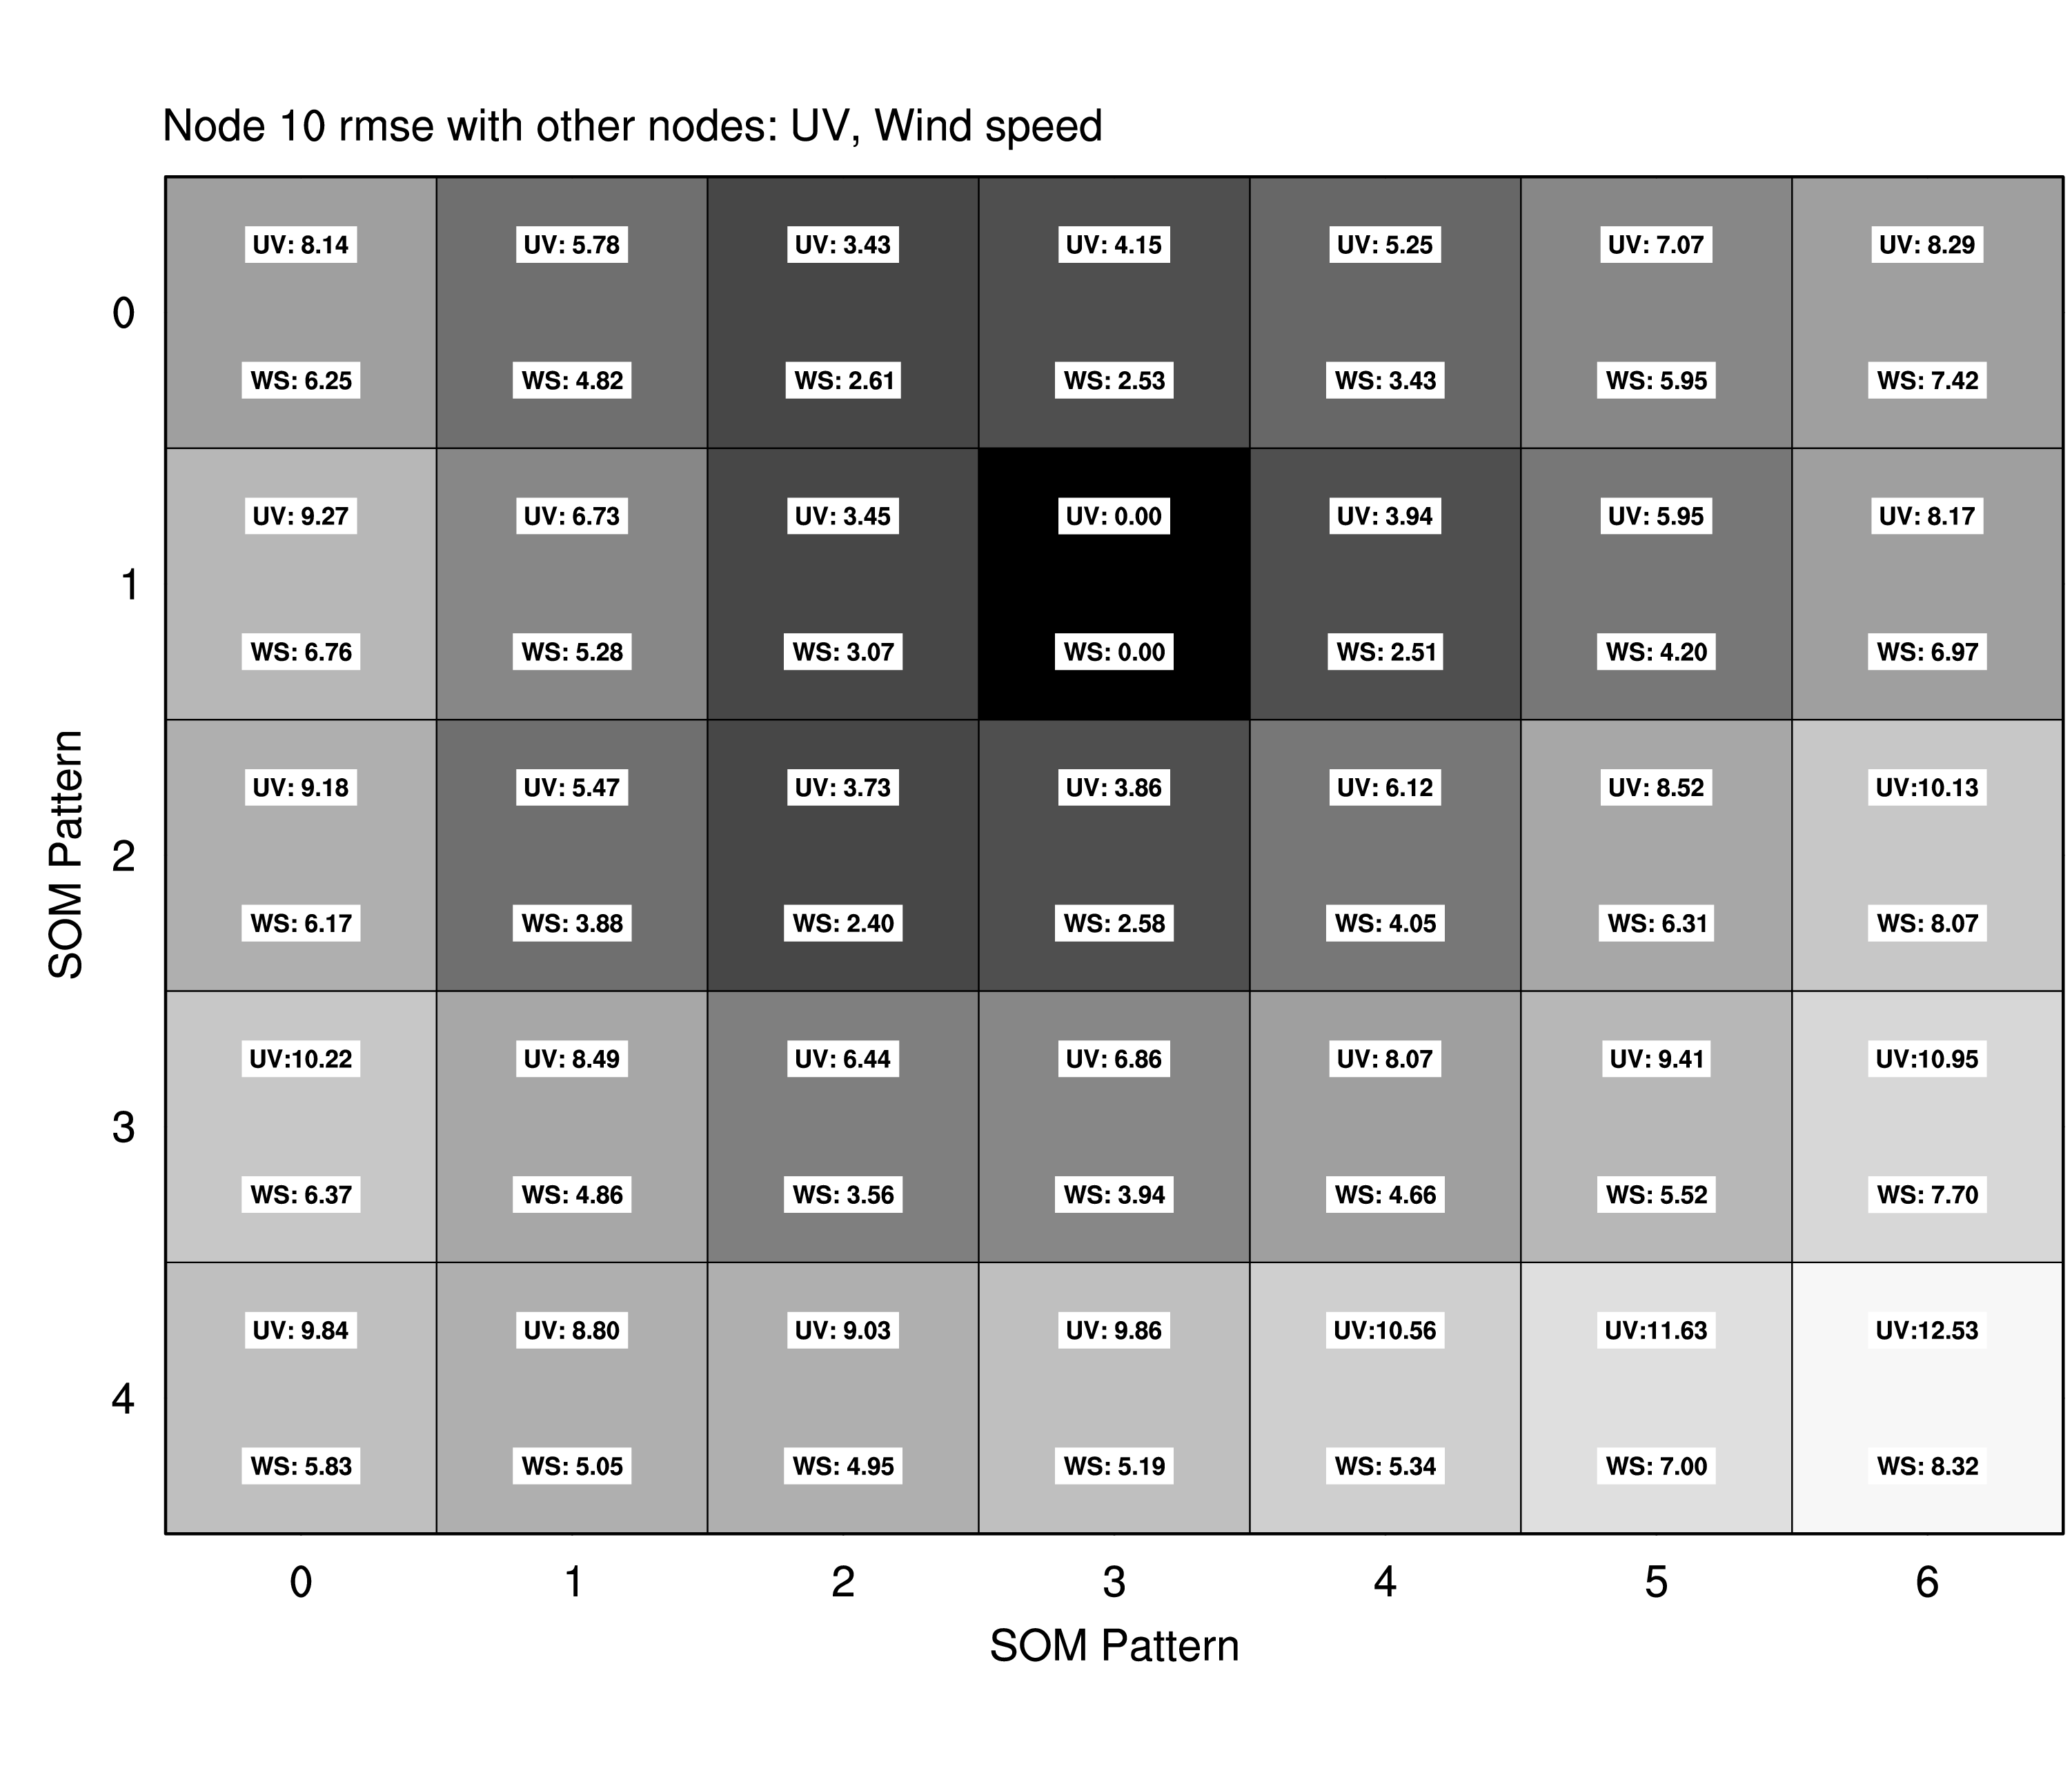 Node 10 rmse with other nodes: UV, Wind speed
UV: 8.14 UV: 5.78 UV: 3.43 UV: 4.15 UV: 5.25 UV: 7.07 UV: 8.29
0
WS: 6.25 WS: 4.82 WS: 2.61 WS: 2.53 WS: 3.43 WS: 5.95 WS: 7.42
UV: 9.27 UV: 6.73 UV: 3.45 UV: 0.00 UV: 3.94 UV: 5.95 UV: 8.17
1
WS: 6.76 WS: 5.28 WS: 3.07 WS: 0.00 WS: 2.51 WS: 4.20 WS: 6.97
UV: 9.18 UV: 5.47 UV: 3.73 UV: 3.86 UV: 6.12 UV: 8.52 UV:10.13
2
WS: 6.17 WS: 3.88 WS: 2.40 WS: 2.58 WS: 4.05 WS: 6.31 WS: 8.07
UV:10.22 UV: 8.49 UV: 6.44 UV: 6.86 UV: 8.07 UV: 9.41 UV:10.95
3
WS: 6.37 WS: 4.86 WS: 3.56 WS: 3.94 WS: 4.66 WS: 5.52 WS: 7.70
UV: 9.84 UV: 8.80 UV: 9.03 UV: 9.86 UV:10.56 UV:11.63 UV:12.53
4
WS: 5.83 WS: 5.05 WS: 4.95 WS: 5.19 WS: 5.34 WS: 7.00 WS: 8.32
SOM Pattern
0 1 2 3 4 5 6
SOM Pattern